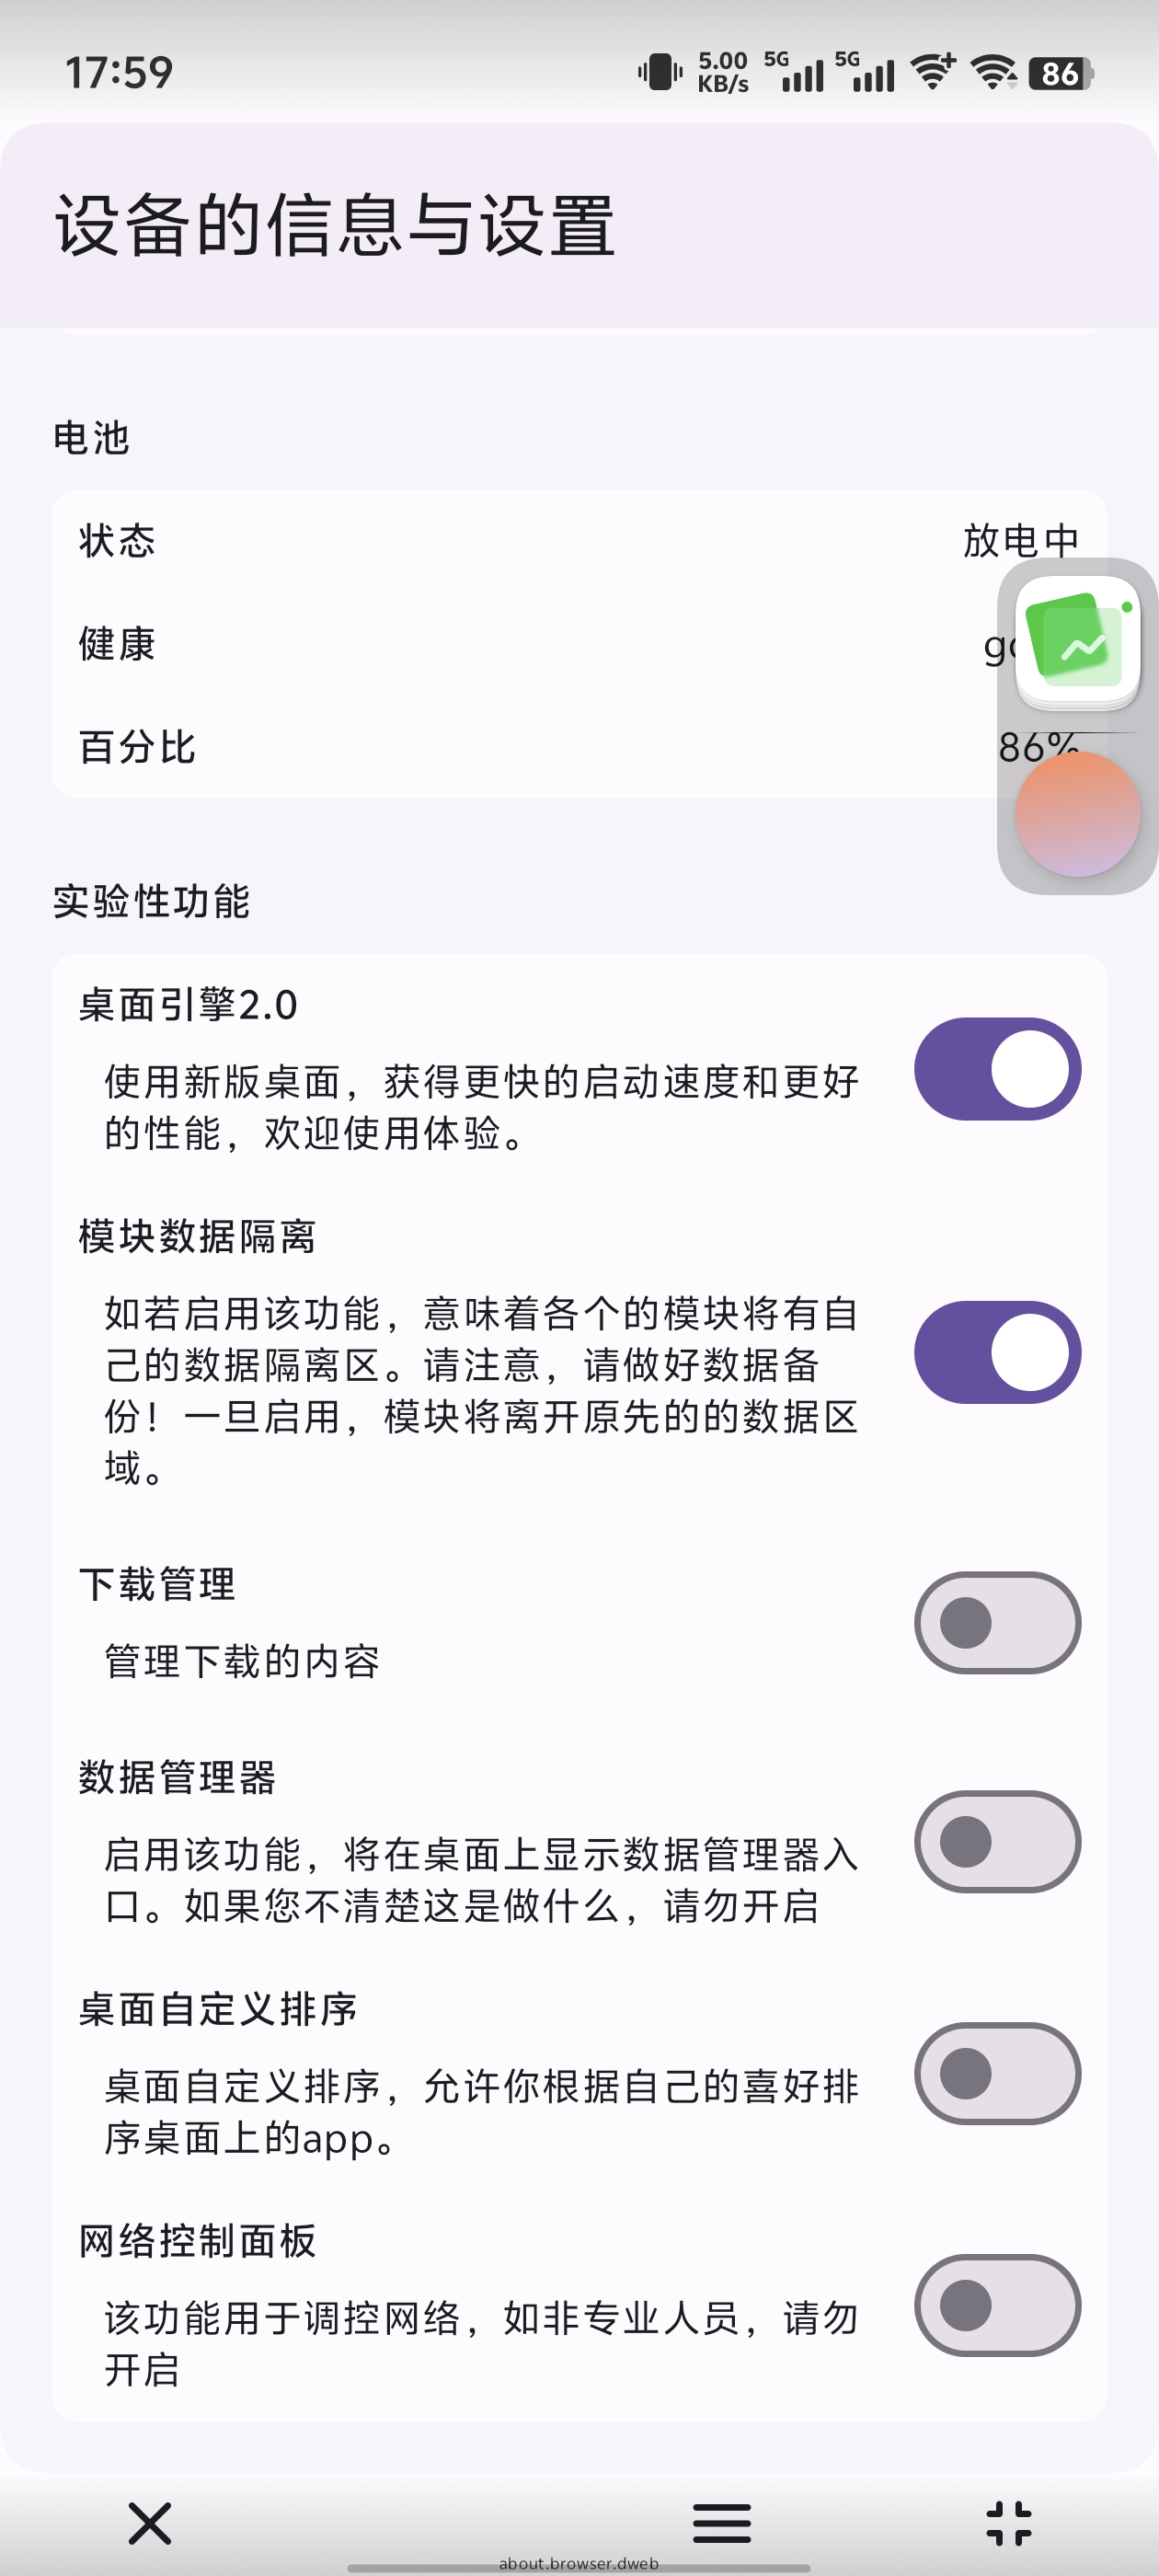 17:59
5.00
KB/s
5G
5G
86
设备的信息与设置
电池
状态
放电中
健康
百分比
86%
实验性功能
桌面引擎2.0
使用新版桌面，获得更快的启动速度和更好
的性能，欢迎使用体验。
模块数据隔离
如若启用该功能，意味着各个的模块将有自
己的数据隔离区。请注意，请做好数据备
份！一旦启用，模块将离开原先的的数据区
域。
下载管理
管理下载的内容
数据管理器
启用该功能，将在桌面上显示数据管理器入
口。如果您不清楚这是做什么，请勿开启
桌面自定义排序
桌面自定义排序，允许你根据自己的喜好排
序桌面上的app。
网络控制面板
该功能用于调控网络，如非专业人员，请勿
开启
about.browser.dweb